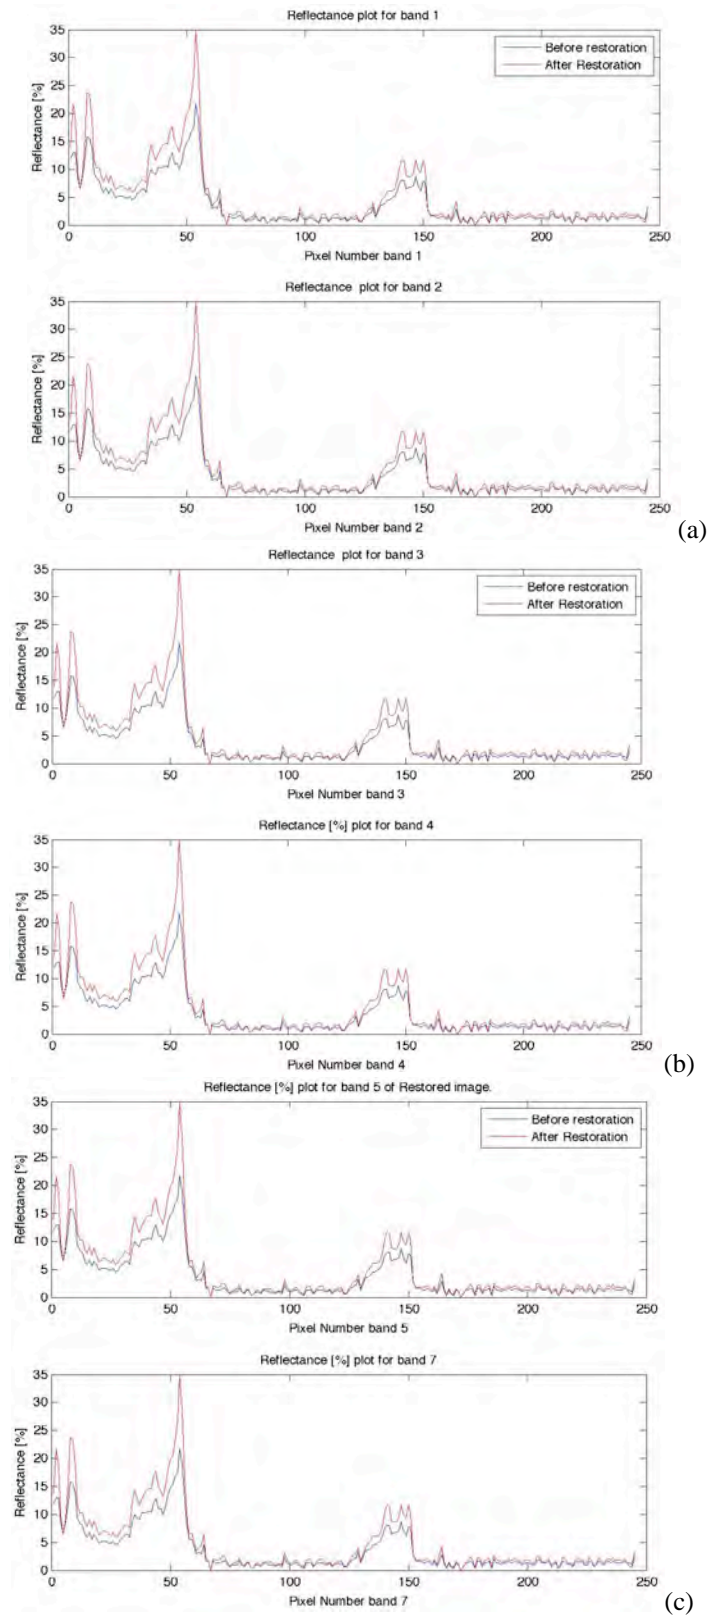 Reflectance plot for band 1
35
30
25
20
15
10
5
0
Reflectance [%]
Before restoration
After Restoration
0 50 100 150 200 250
Pixel Number band 1
Reflectance plot for band 2
35
30
25
20
15
10
5
0
Reflectance [%]
0 50 100 150 200 250
Pixel Number band 2
(a)
Reflectance plot for band 3
35
30
25
20
15
10
5
0
Reflectance [%]
Before restoration
After Restoration
0 50 100 150 200 250
Pixel Number band 3
Reflectance [%] plot for band 4
35
30
25
20
15
10
5
0
Reflectance [%]
0 50 100 150 200 250
Pixel Number band 4
(b)
Reflectance [%] plot for band 5 of Restored image.
35
30
25
20
15
10
5
0
Reflectance [%]
Before restoration
After Restoration
0 50 100 150 200 250
Pixel Number band 5
Reflectance [%] plot for band 7
35
30
25
20
15
10
5
0
Reflectance [%]
0 50 100 150 200 250
Pixel Number band 7
(c)